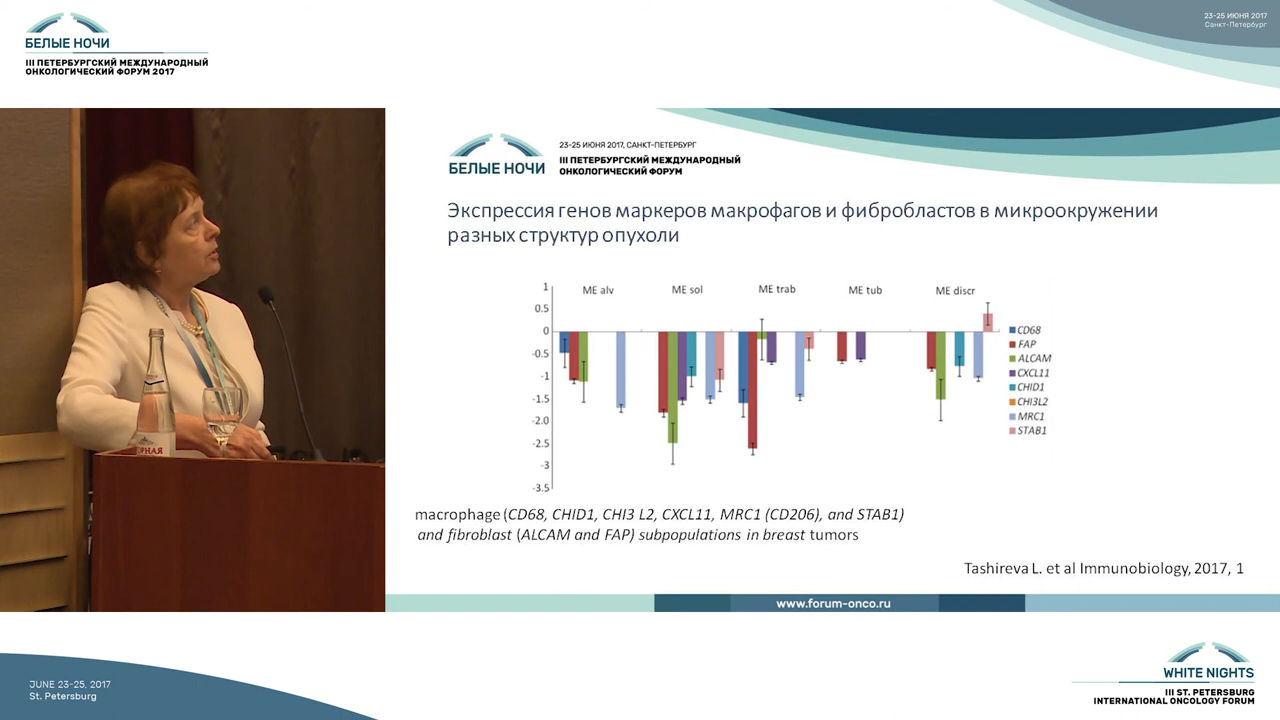 БЕЛЫЕ НОЧИ
III ПЕТЕРБУРГСКИЙ МЕЖДУНАРОДНЫЙ
ОНКОЛОГИЧЕСКИЙ ФОРУМ 2017
23-25 ИЮНЯ 2017
Санкт-Петербург
БЕЛЫЕ НОЧИ
23-25 ИЮНЯ 2017, САНКТ-ПЕТЕРБУРГ
III ПЕТЕРБУРГСКИЙ МЕЖДУНАРОДНЫЙ
ОНКОЛОГИЧЕСКИЙ ФОРУМ
Экспрессия генов маркеров макрофагов и фибробластов в микроокружении
разных структур опухоли
ME alv ME sol ME trab ME tub ME discr
1
0.5
0
-0.5
-1
-1.5
-2.0
-2.5
-3
-3.5
CD68
FAP
ALCAM
CXCL11
CHID1
CHI3L2
MRC1
STAB1
macrophage (CD68, CHID1, CHI3 L2, CXCL11, MRC1 (CD206), and STAB1)
and fibroblast (ALCAM and FAP) subpopulations in breast tumors
Tashireva L. et al Immunobiology, 2017, 1
www.forum-onco.ru
ОРНАЯ
JUNE 23-25, 2017
St. Petersburg
WHITE NIGHTS
III ST. PETERSBURG
INTERNATIONAL ONCOLOGY FORUM